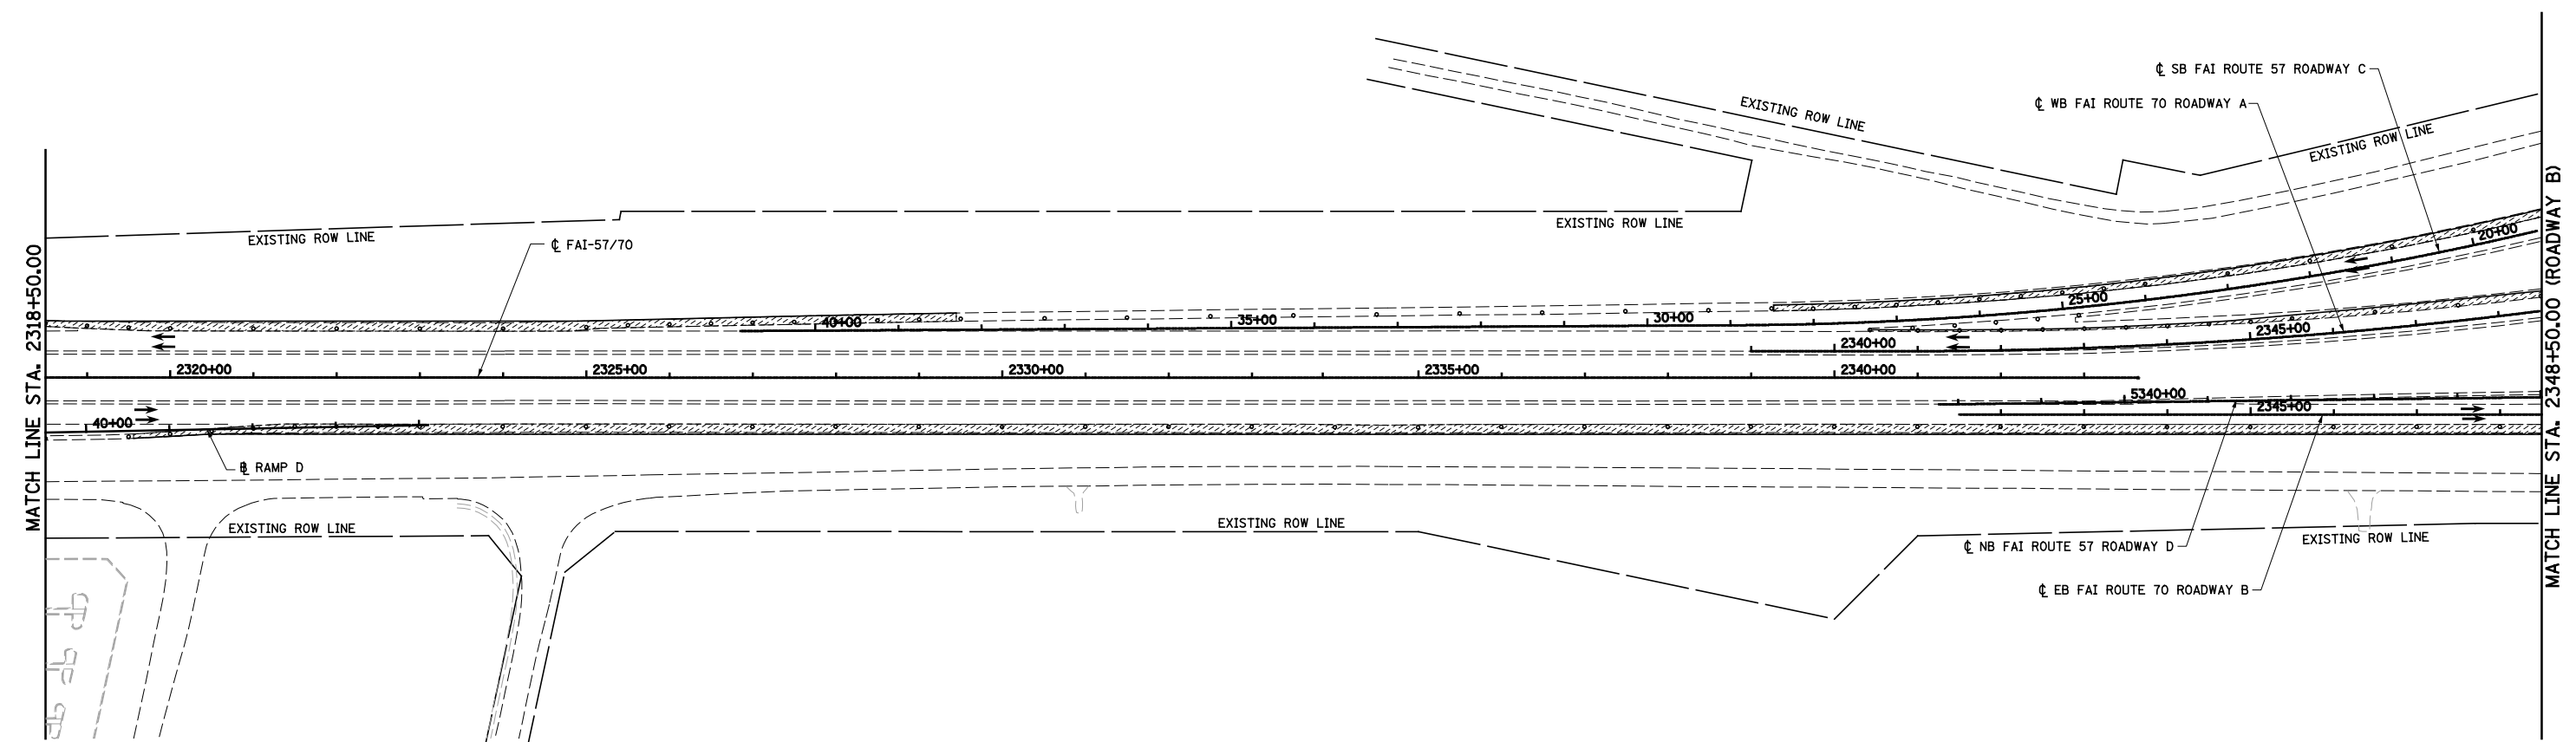 ℄ SB FAI ROUTE 57 ROADWAY C
℄ WB FAI ROUTE 70 ROADWAY A
EXISTING ROW LINE
EXISTING ROW LINE
EXISTING ROW LINE
EXISTING ROW LINE
℄ FAI-57/70
MATCH LINE STA. 2318+50.00
MATCH LINE STA. 2348+50.00 (ROADWAY B)
20+00
25+00
30+00
35+00
40+00
2345+00
2340+00
2320+00
2325+00
2330+00
2335+00
2340+00
5340+00
2345+00
40+00
RAMP D
EXISTING ROW LINE
EXISTING ROW LINE
EXISTING ROW LINE
℄ NB FAI ROUTE 57 ROADWAY D
℄ EB FAI ROUTE 70 ROADWAY B